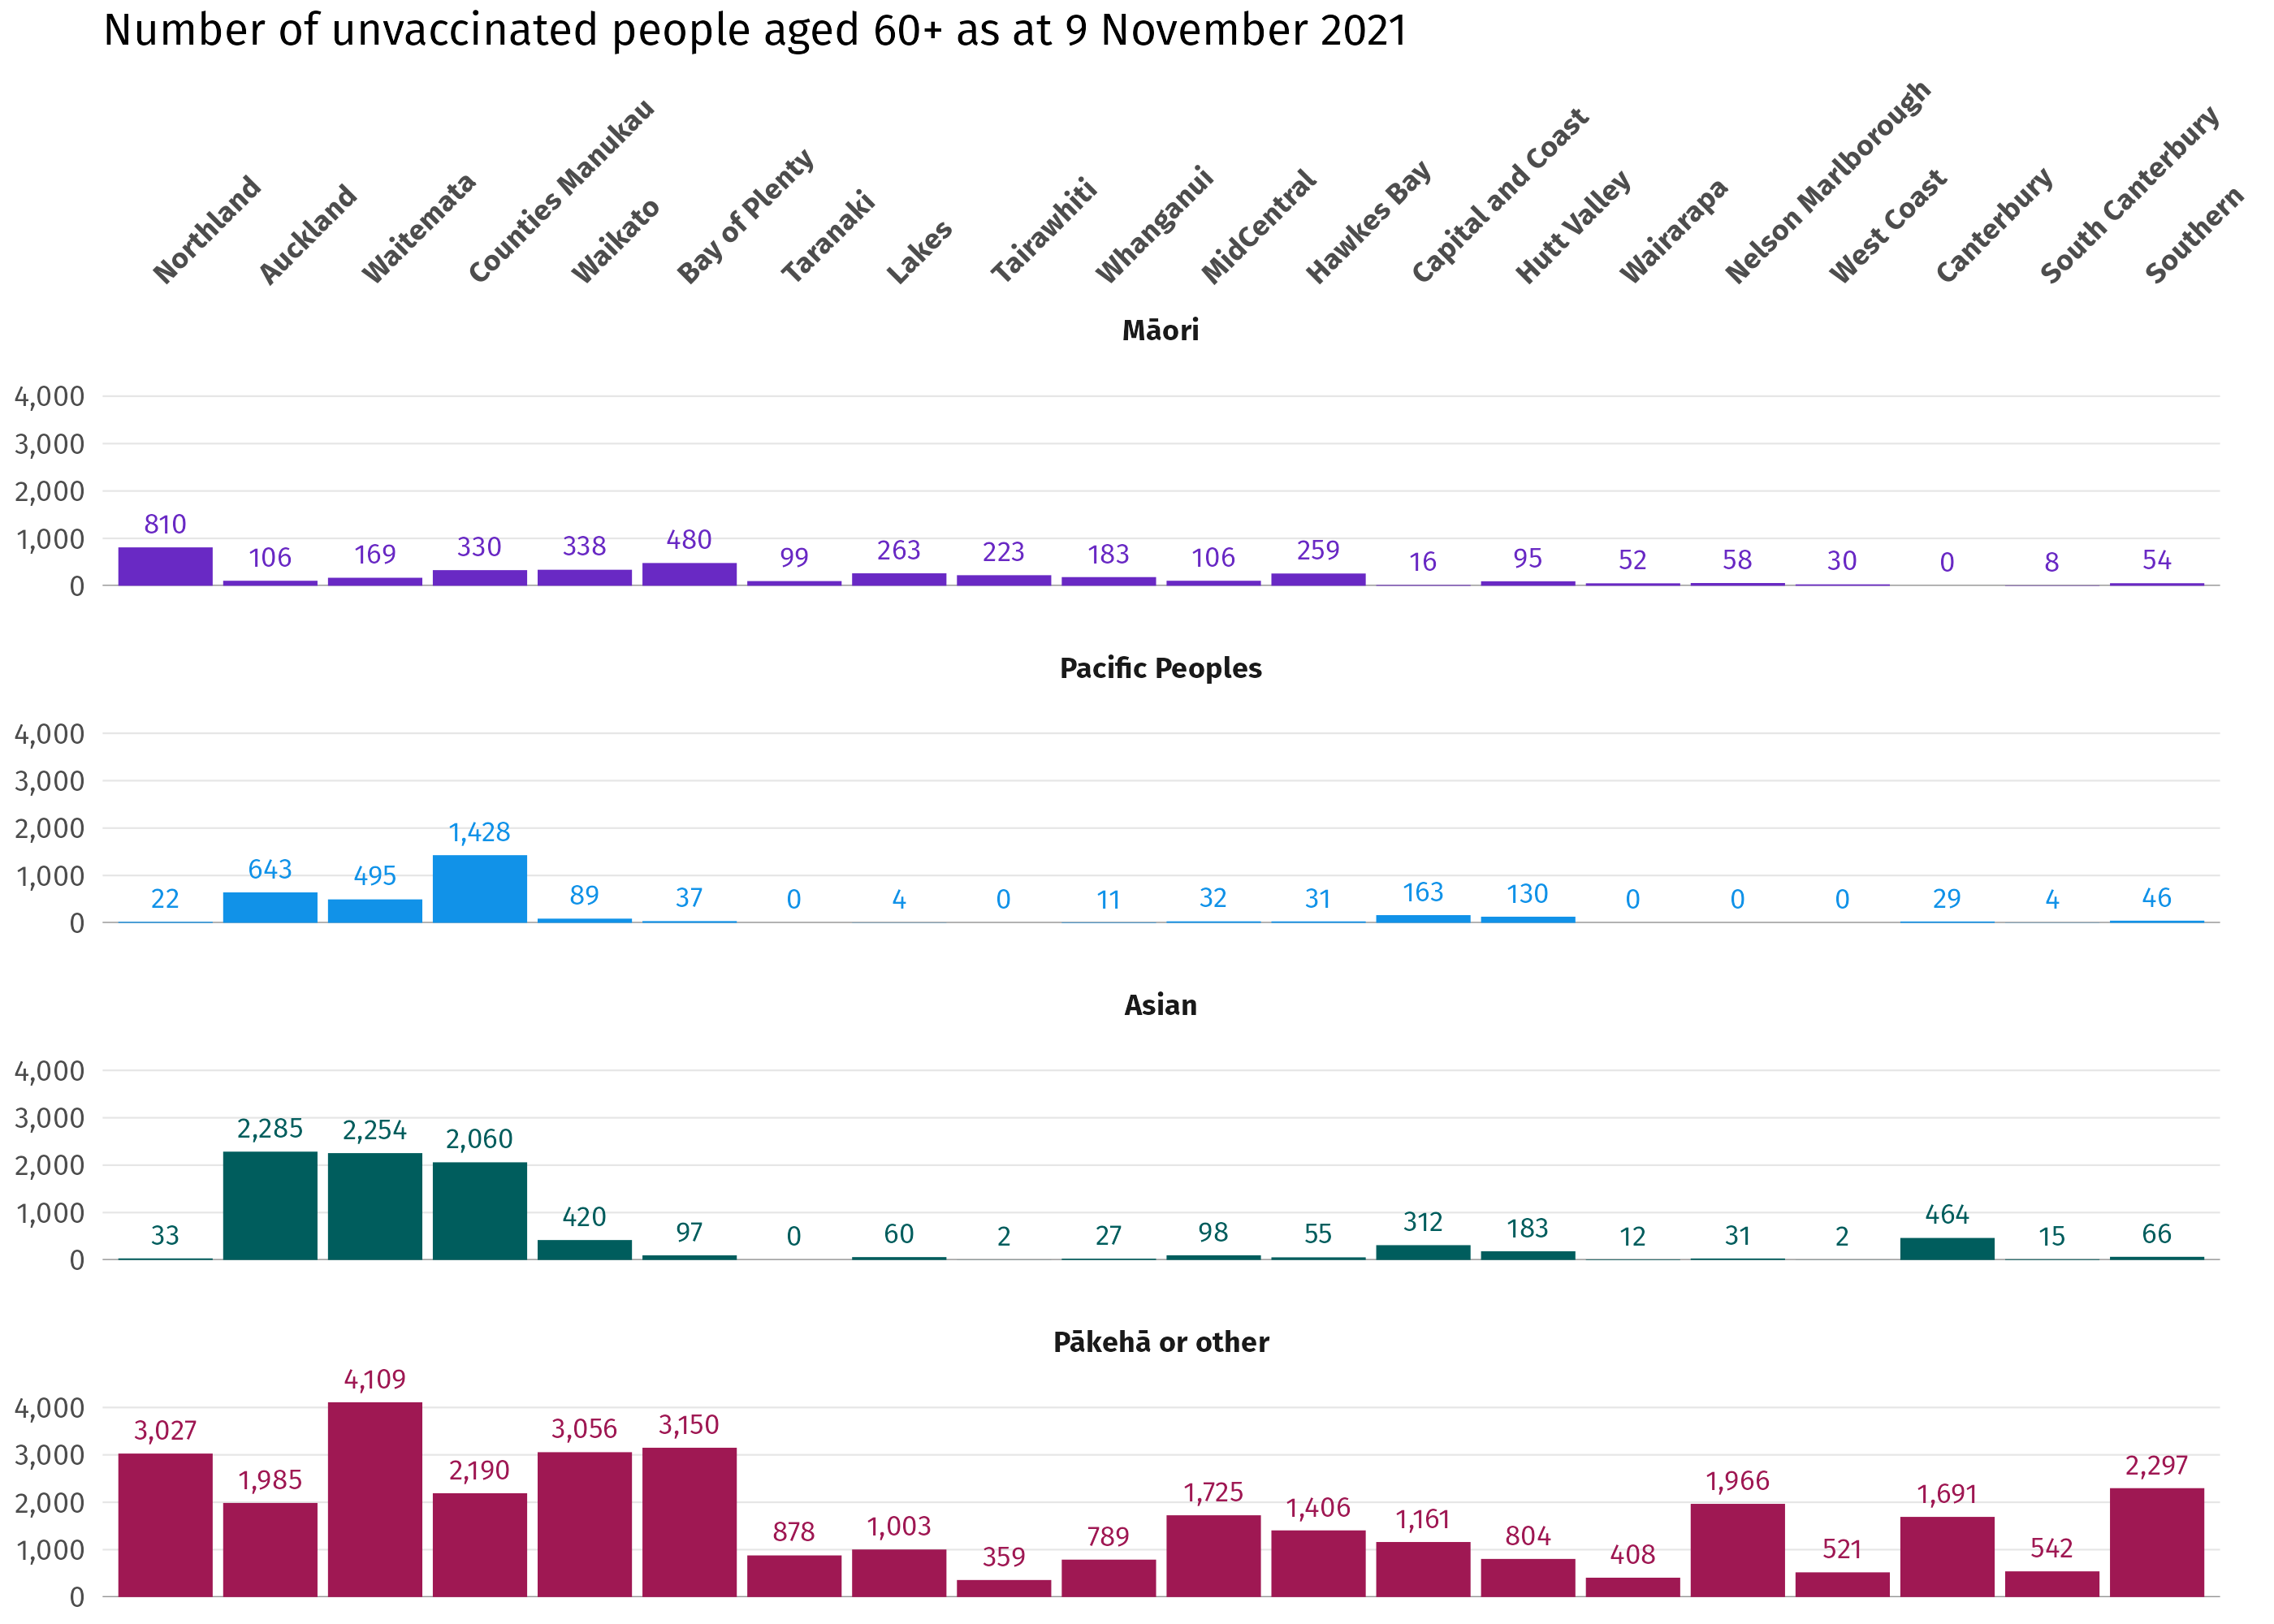 Number of unvaccinated people aged 60+ as at 9 November 2021
Northland
Auckland
Waitemata
Counties Manukau
Waikato
Bay of Plenty
Taranaki
Lakes
Tairawhiti
Whanganui
MidCentral
Hawkes Bay
Capital and Coast
Hutt Valley
Wairarapa
Nelson Marlborough
West Coast
Canterbury
South Canterbury
Southern
Māori
4,000
3,000
2,000
1,000
0
810 106 169 330 338 480 99 263 223 183 106 259 16 95 52 58 30 0 8 54
Pacific Peoples
4,000
3,000
2,000
1,000
0
22 643 495 1,428 89 37 0 4 0 11 32 31 163 130 0 0 0 29 4 46
Asian
4,000
3,000
2,000
1,000
0
33 2,285 2,254 2,060 420 97 0 60 2 27 98 55 312 183 12 31 2 464 15 66
Pākehā or other
4,000
3,000
2,000
1,000
0
3,027 1,985 4,109 2,190 3,056 3,150 878 1,003 359 789 1,725 1,406 1,161 804 408 1,966 521 1,691 542 2,297